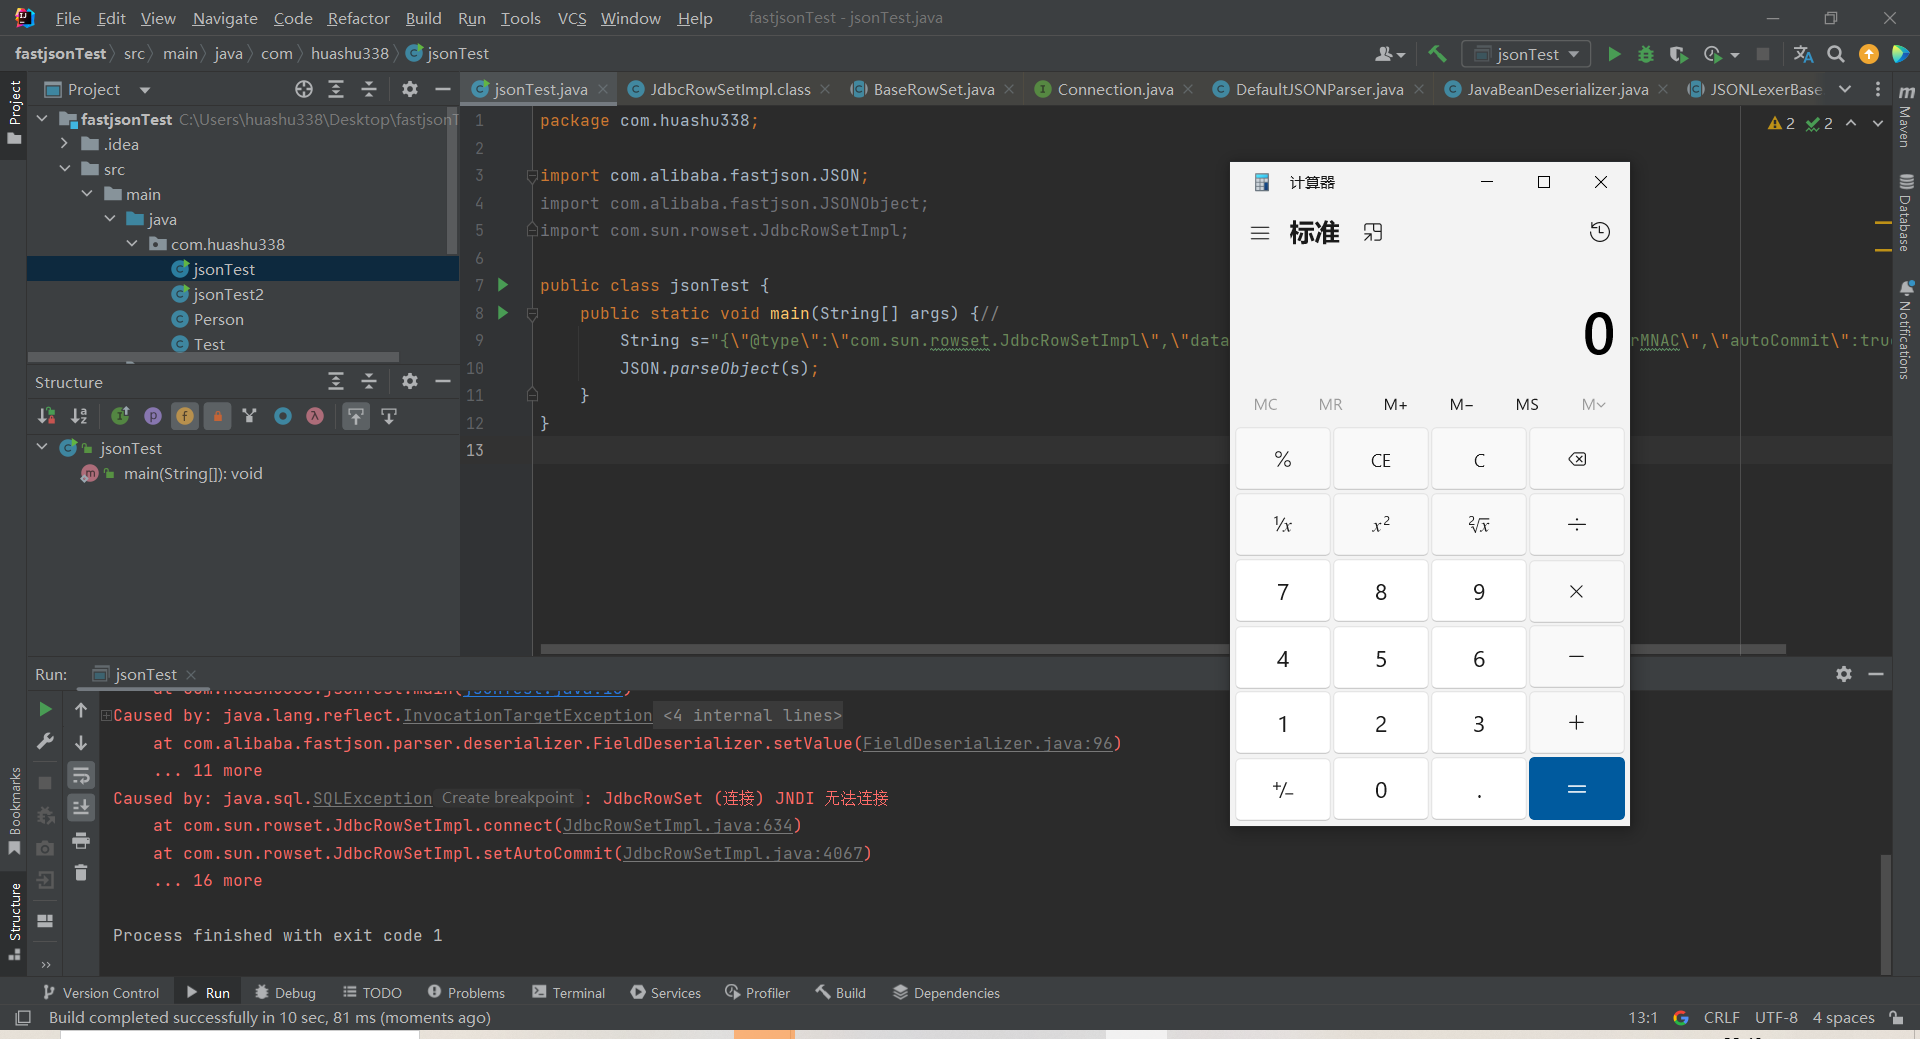 File Edit View Navigate Code Refactor Build Run Tools VCS Window Help fastjsonTest - jsonTest.java
fastjsonTest src main java com huashu338 jsonTest
jsonTest
Project
jsonTest.java JdbcRowSetImpl.class BaseRowSet.java Connection.java DefaultJSONParser.java JavaBeanDeserializer.java JSONLexerBase
Project
fastjsonTest C:\Users\huashu338\Desktop\fastjsonT
.idea
src
main
java
com.huashu338
jsonTest
jsonTest2
Person
Test
Structure
jsonTest
main(String[]): void
1 package com.huashu338;
2
3 import com.alibaba.fastjson.JSON;
4 import com.alibaba.fastjson.JSONObject;
5 import com.sun.rowset.JdbcRowSetImpl;
6
7 public class jsonTest {
8 public static void main(String[] args) {//
9 String s="{\"@type\":\"com.sun.rowset.JdbcRowSetImpl\",\"data rMNAC\",\"autoCommit\":tru
10 JSON.parseObject(s);
11 }
12 }
13
2 2
Maven
Database
Notifications
计算器
标准
0
MC MR M+ M− MS M
% CE C
⅟x x² ²√x ÷
7 8 9 ×
4 5 6 −
1 2 3 +
+/− 0 . =
Run: jsonTest
at com.huashu338.jsonTest.main(jsonTest.java:10)
Caused by: java.lang.reflect.InvocationTargetException <4 internal lines>
at com.alibaba.fastjson.parser.deserializer.FieldDeserializer.setValue(FieldDeserializer.java:96)
... 11 more
Caused by: java.sql.SQLException Create breakpoint : JdbcRowSet (连接) JNDI 无法连接
at com.sun.rowset.JdbcRowSetImpl.connect(JdbcRowSetImpl.java:634)
at com.sun.rowset.JdbcRowSetImpl.setAutoCommit(JdbcRowSetImpl.java:4067)
... 16 more
Process finished with exit code 1
Bookmarks
Structure
Version Control Run Debug TODO Problems Terminal Services Profiler Build Dependencies
Build completed successfully in 10 sec, 81 ms (moments ago)
13:1 CRLF UTF-8 4 spaces